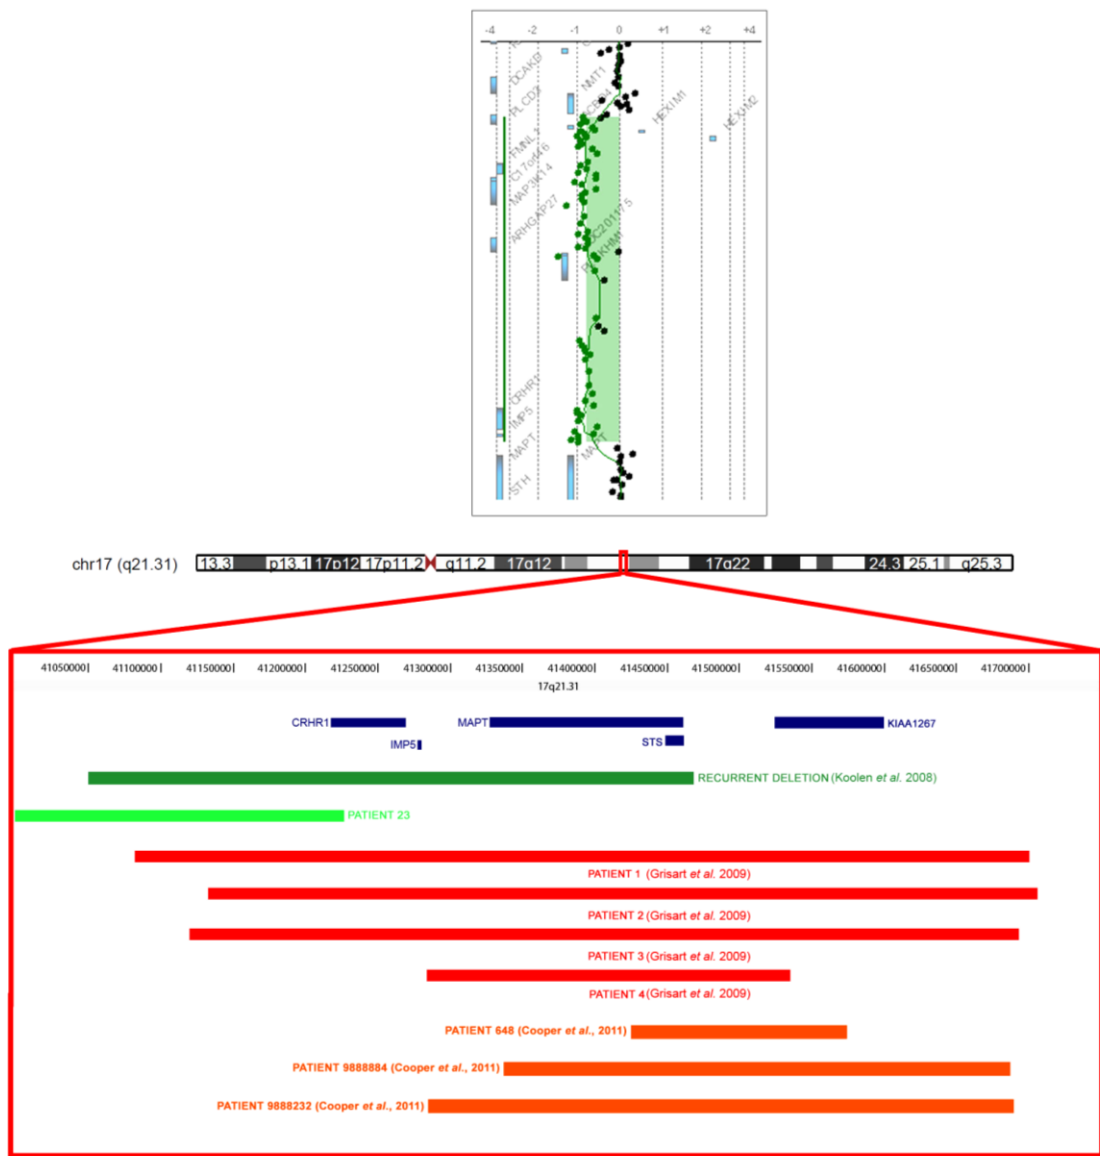 -4 -2 -1 0 +1 +2 +4
DCAKD
NMT1
PLCD3
HEXIM1
HEXIM2
FMNL1
C17orf46
MAP3K14
ARHGAP27
CRHR1
IMP5
MAPT
MAPT
STH
chr17 (q21.31) 13.3 p13.1 17p12 17p11.2 q11.2 17q12 17q22 24.3 25.1 q25.3
41050000 41100000 41150000 41200000 41250000 41300000 41350000 41400000 41450000 41500000 41550000 41600000 41650000 41700000
17q21.31
CRHR1 MAPT KIAA1267
IMP5 STS
RECURRENT DELETION (Koolen et al. 2008)
PATIENT 23
PATIENT 1 (Grisart et al. 2009)
PATIENT 2 (Grisart et al. 2009)
PATIENT 3 (Grisart et al. 2009)
PATIENT 4 (Grisart et al. 2009)
PATIENT 648 (Cooper et al., 2011)
PATIENT 9888884 (Cooper et al., 2011)
PATIENT 9888232 (Cooper et al., 2011)